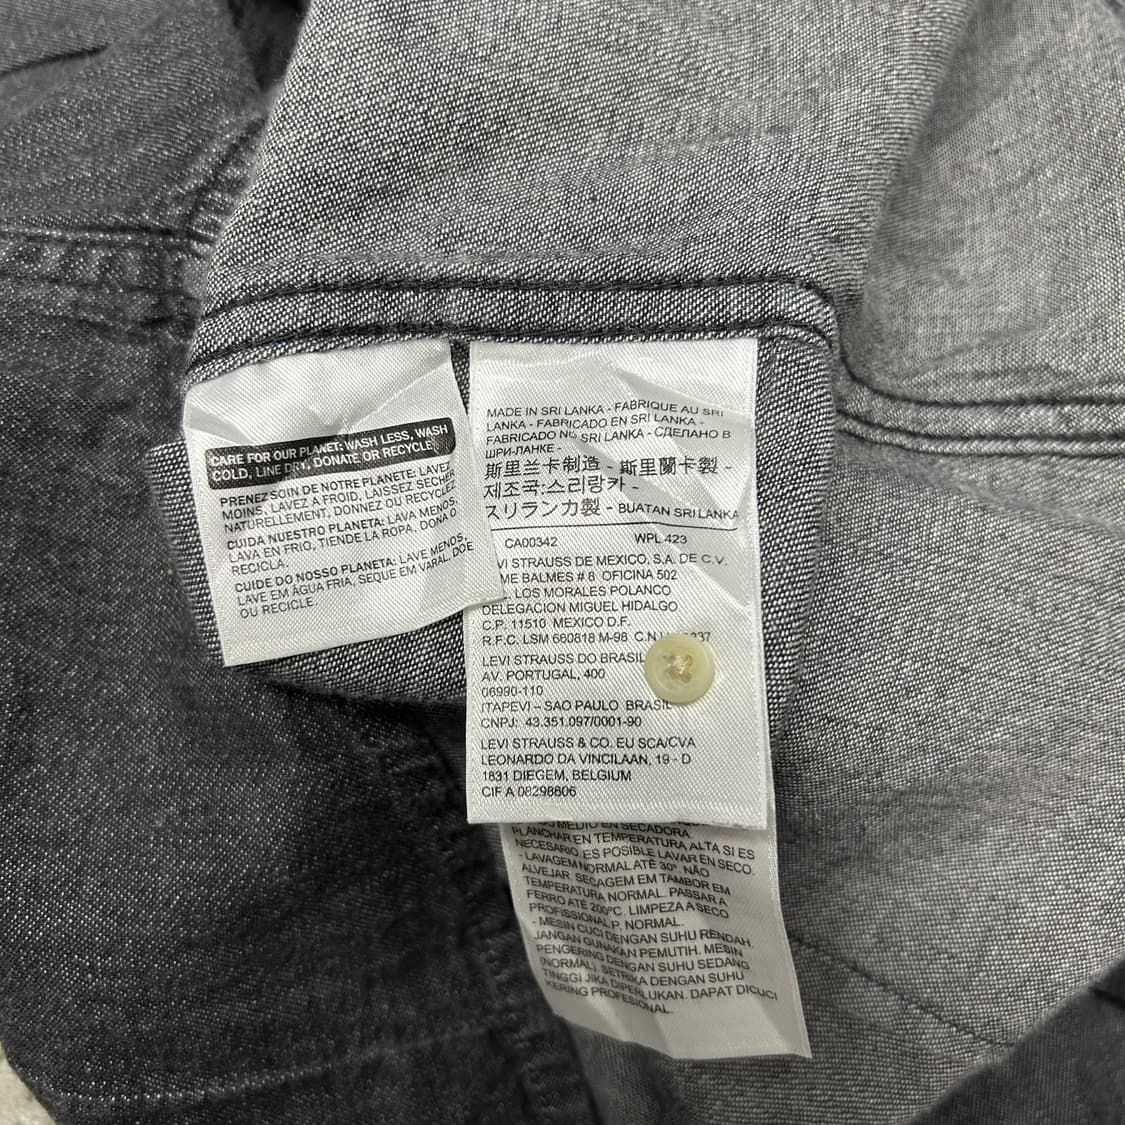 CARE FOR OUR PLANET: WASH LESS, WASH
COLD, LINE DRY, DONATE OR RECYCLE
PRENEZ SOIN DE NOTRE PLANETE: LAVEZ
MOINS, LAVEZ A FROID, LAISSEZ SECHER
NATURELLEMENT, DONNEZ OU RECYCLEZ
CUIDA NUESTRO PLANETA: LAVA MENOS,
LAVA EN FRIO, TIENDE LA ROPA, DONA O
RECICLA.
CUIDE DO NOSSO PLANETA: LAVE MENOS,
LAVE EM ÁGUA FRIA, SEQUE EM VARAL, DOE
OU RECICLE.
MADE IN SRI LANKA - FABRIQUE AU SRI
LANKA - FABRICADO EN SRI LANKA -
FABRICADO NO SRI LANKA - СДЕЛАНО В
ШРИ-ЛАНКЕ -
斯里兰卡制造 - 斯里蘭卡製 -
제조국:스리랑카 -
スリランカ製 - BUATAN SRI LANKA
CA00342 WPL 423
VI STRAUSS DE MEXICO, S.A. DE C.V.
ME BALMES # 8 OFICINA 502
LOS MORALES POLANCO
DELEGACION MIGUEL HIDALGO
C.P. 11510 MEXICO D.F.
R.F.C. LSM 660818 M-98 C.N.I. 37
LEVI STRAUSS DO BRASIL
AV. PORTUGAL, 400
06990-110
ITAPEVI – SAO PAULO BRASIL
CNPJ: 43.351.097/0001-90
LEVI STRAUSS & CO. EU SCA/CVA
LEONARDO DA VINCILAAN, 19 - D
1831 DIEGEM, BELGIUM
CIF A 08298606
MEDIO EN SECADORA.
PLANCHAR EN TEMPERATURA ALTA SI ES
NECESARIO. ES POSIBLE LAVAR EN SECO.
- LAVAGEM NORMAL ATÉ 30º. NÃO
ALVEJAR. SECAGEM EM TAMBOR EM
TEMPERATURA NORMAL. PASSAR A
FERRO ATÉ 200ºC. LIMPEZA A SECO
PROFISSIONAL P, NORMAL.
- MESIN CUCI DENGAN SUHU RENDAH.
JANGAN GUNAKAN PEMUTIH. MESIN
PENGERING DENGAN SUHU SEDANG
(NORMAL). SETRIKA DENGAN SUHU
TINGGI JIKA DIPERLUKAN. DAPAT DICUCI
KERING PROFESIONAL.